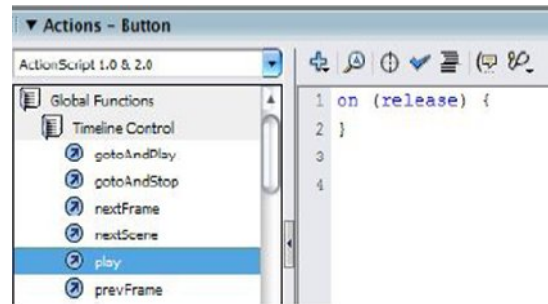 ▼ Actions – Button
ActionScript 1.0 & 2.0
Global Functions
Timeline Control
gotoAndPlay
gotoAndStop
nextFrame
nextScene
play
prevFrame
1 on (release) {
2 }
3
4